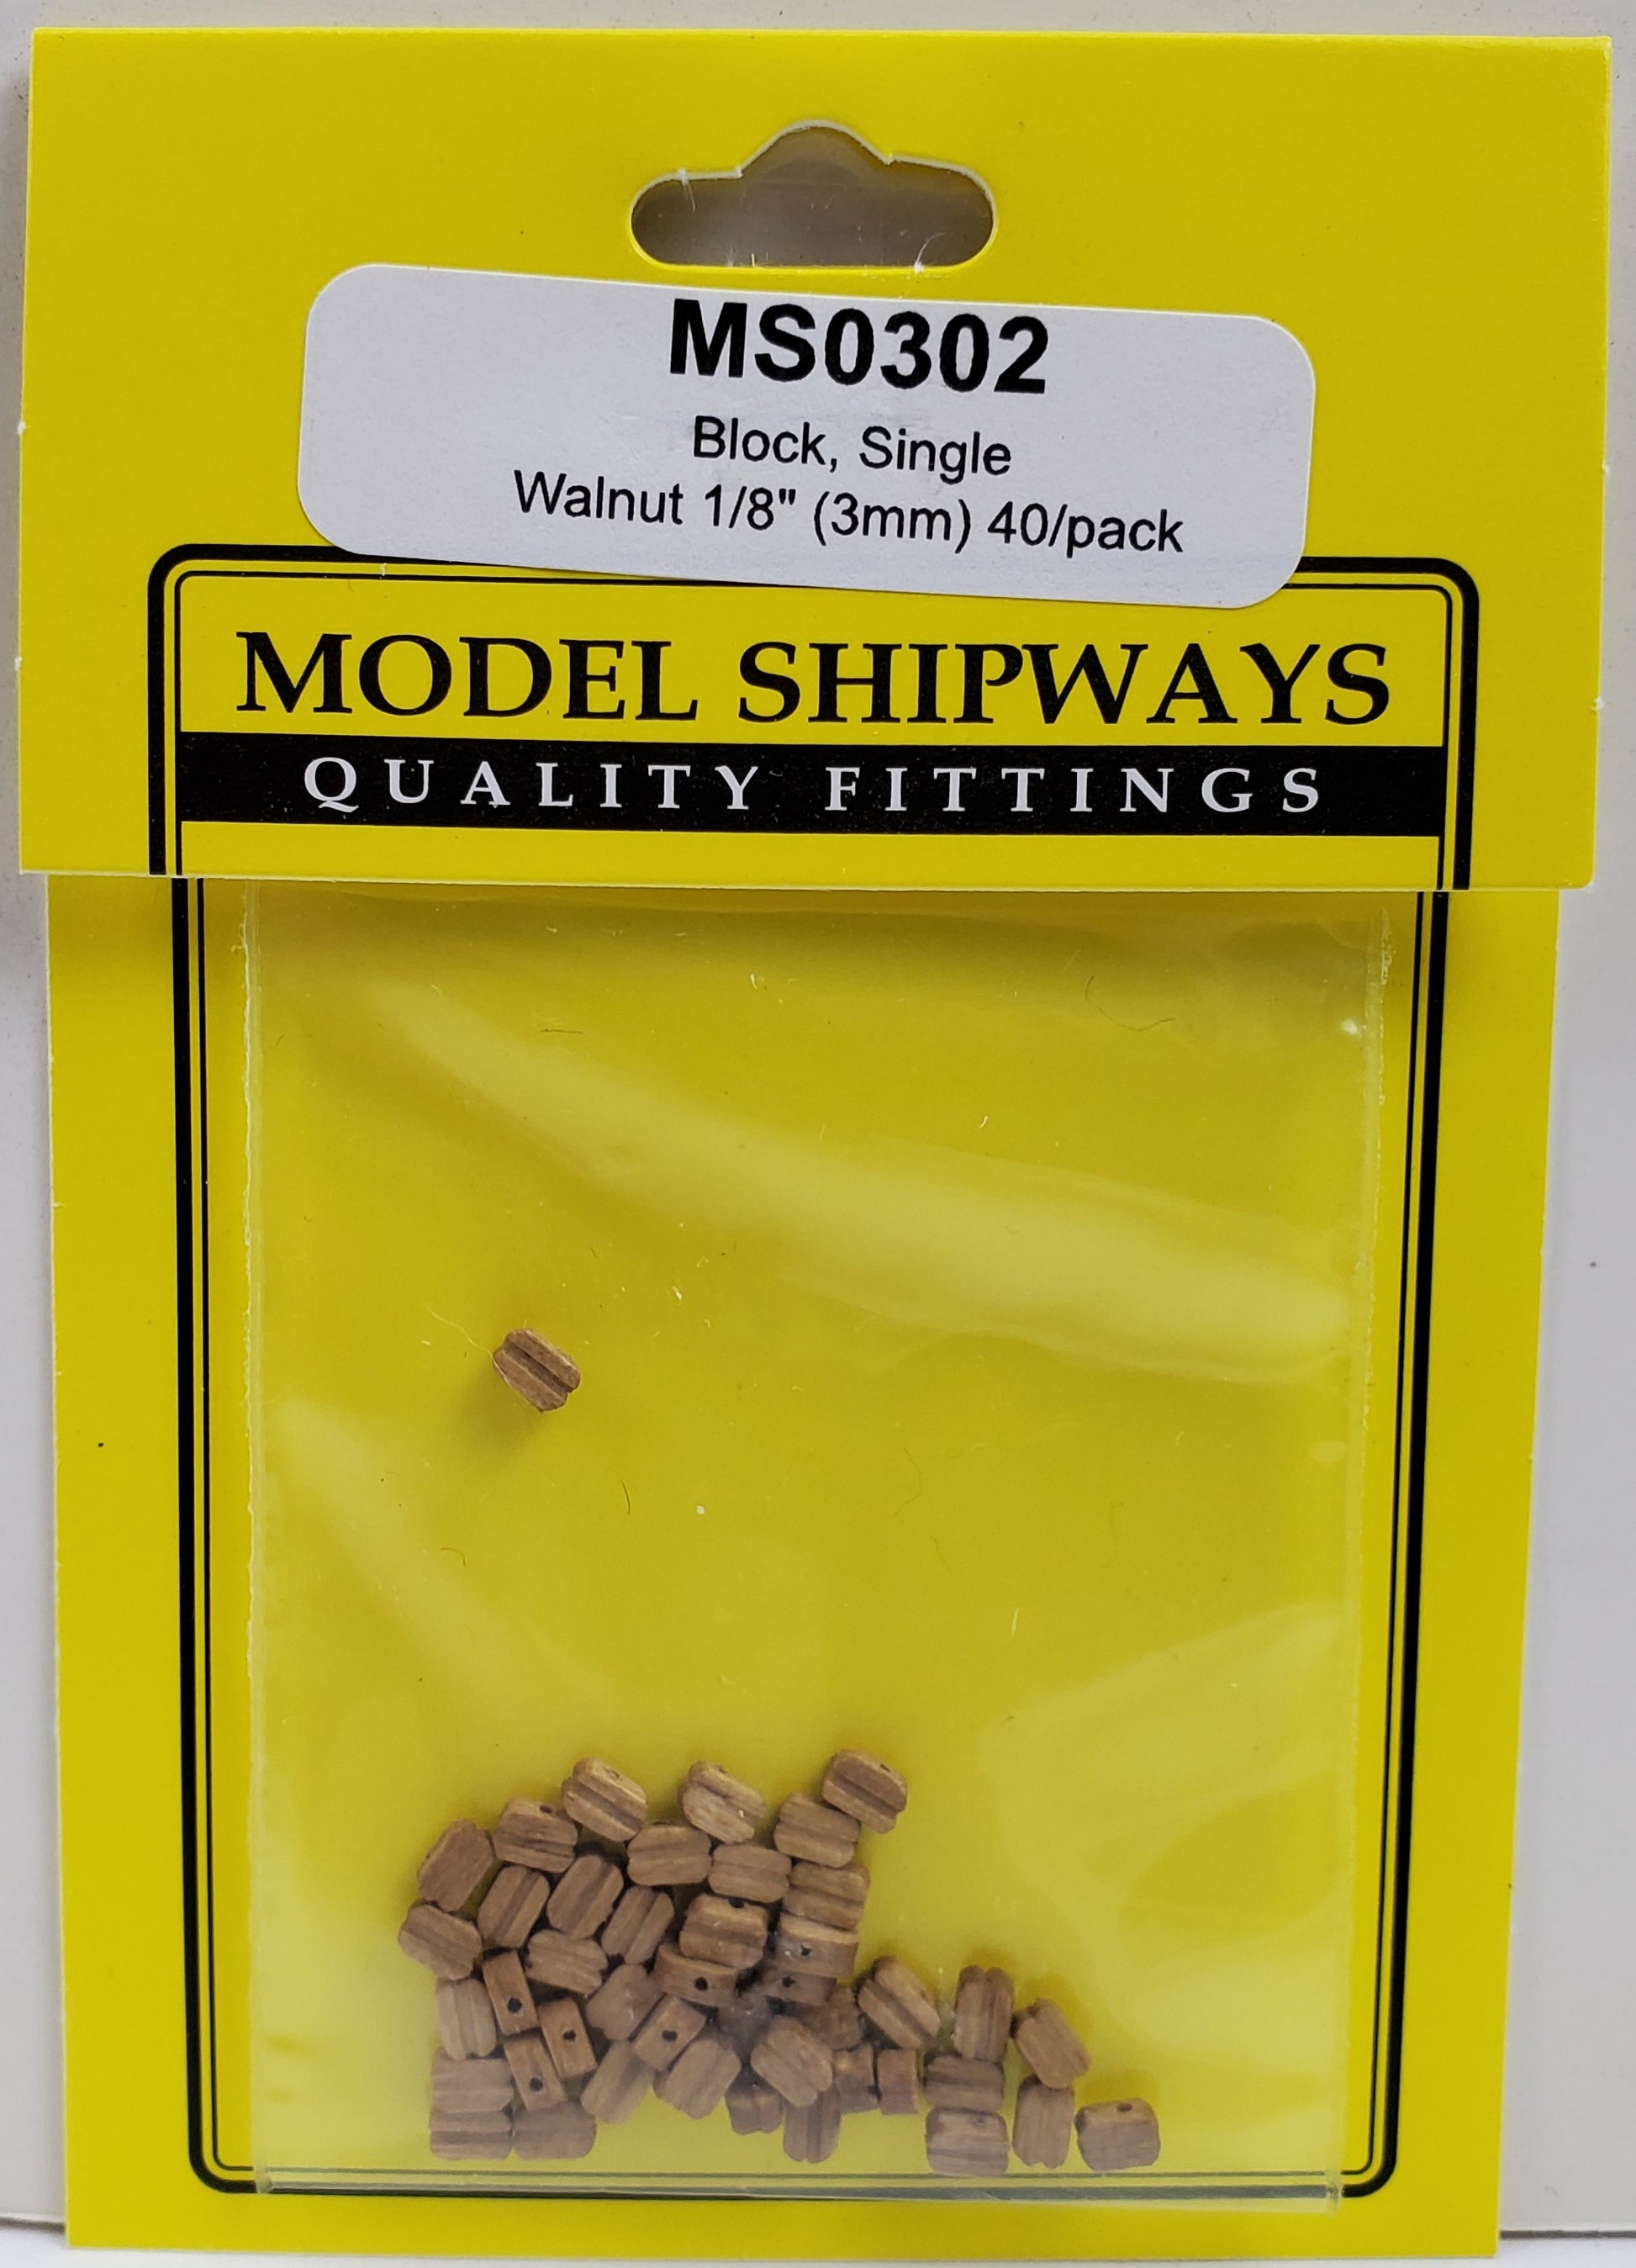 MS0302
Block, Single
Walnut 1/8" (3mm) 40/pack
MODEL SHIPWAYS
QUALITY FITTINGS